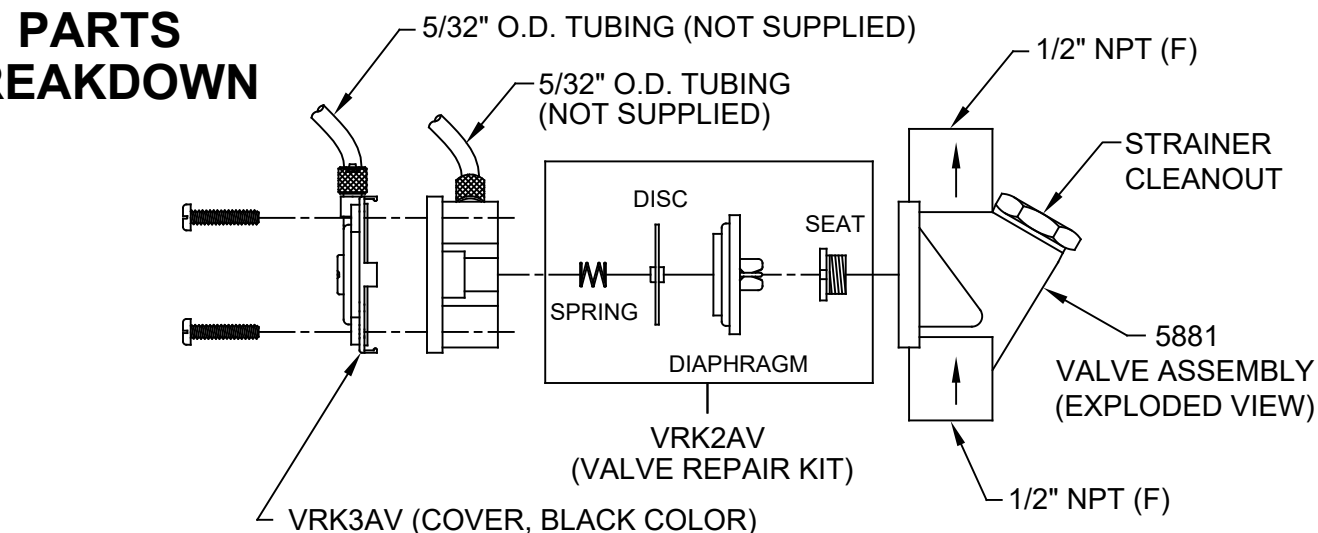 PARTS
REAKDOWN
5/32" O.D. TUBING (NOT SUPPLIED)
5/32" O.D. TUBING
(NOT SUPPLIED)
1/2" NPT (F)
STRAINER
CLEANOUT
DISC
SEAT
SPRING
DIAPHRAGM
5881
VALVE ASSEMBLY
(EXPLODED VIEW)
VRK2AV
(VALVE REPAIR KIT)
1/2" NPT (F)
VRK3AV (COVER, BLACK COLOR)